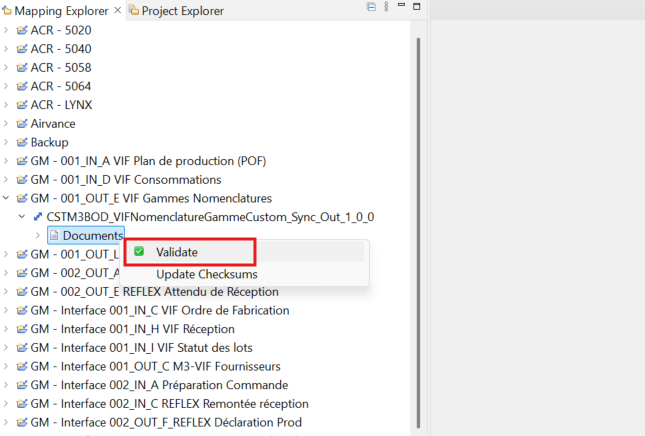 Mapping Explorer × Project Explorer
ACR - 5020
ACR - 5040
ACR - 5058
ACR - 5064
ACR - LYNX
Airvance
Backup
GM - 001_IN_A VIF Plan de production (POF)
GM - 001_IN_D VIF Consommations
GM - 001_OUT_E VIF Gammes Nomenclatures
CSTM3BOD_VIFNomenclatureGammeCustom_Sync_Out_1_0_0
Documents
Validate
GM - 001_OUT_L
Update Checksums
GM - 002_OUT_A
GM - 002_OUT_E REFLEX Attendu de Réception
GM - Interface 001_IN_C VIF Ordre de Fabrication
GM - Interface 001_IN_H VIF Réception
GM - Interface 001_IN_I VIF Statut des lots
GM - Interface 001_OUT_C M3-VIF Fournisseurs
GM - Interface 002_IN_A Préparation Commande
GM - Interface 002_IN_C REFLEX Remontée réception
GM - Interface 002_OUT_F_REFLEX Déclaration Prod